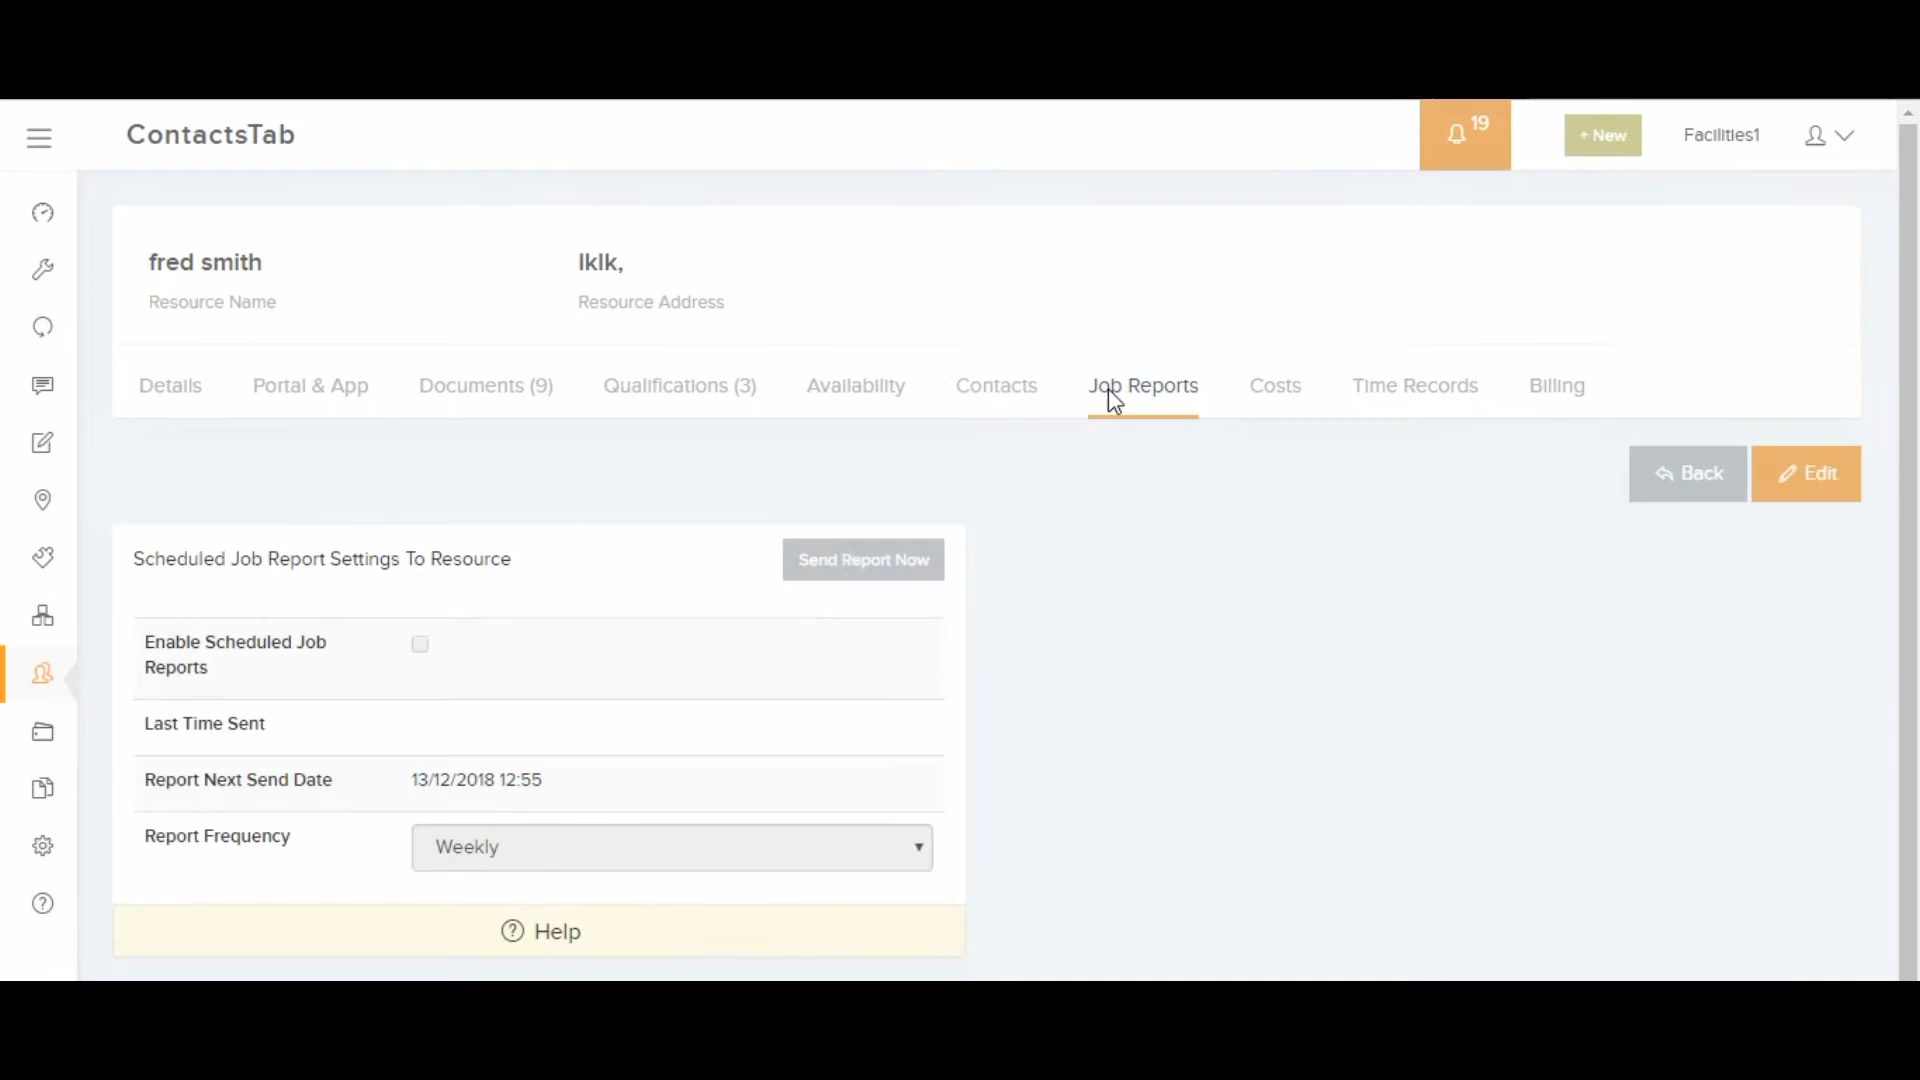 ContactsTab
19
+ New
Facilities1
fred smith
lklk,
Resource Name
Resource Address
Details
Portal & App
Documents (9)
Qualifications (3)
Availability
Contacts
Job Reports
Costs
Time Records
Billing
Back
Edit
Scheduled Job Report Settings To Resource
Send Report Now
Enable Scheduled Job
Reports
Last Time Sent
Report Next Send Date
13/12/2018 12:55
Report Frequency
Weekly
Help